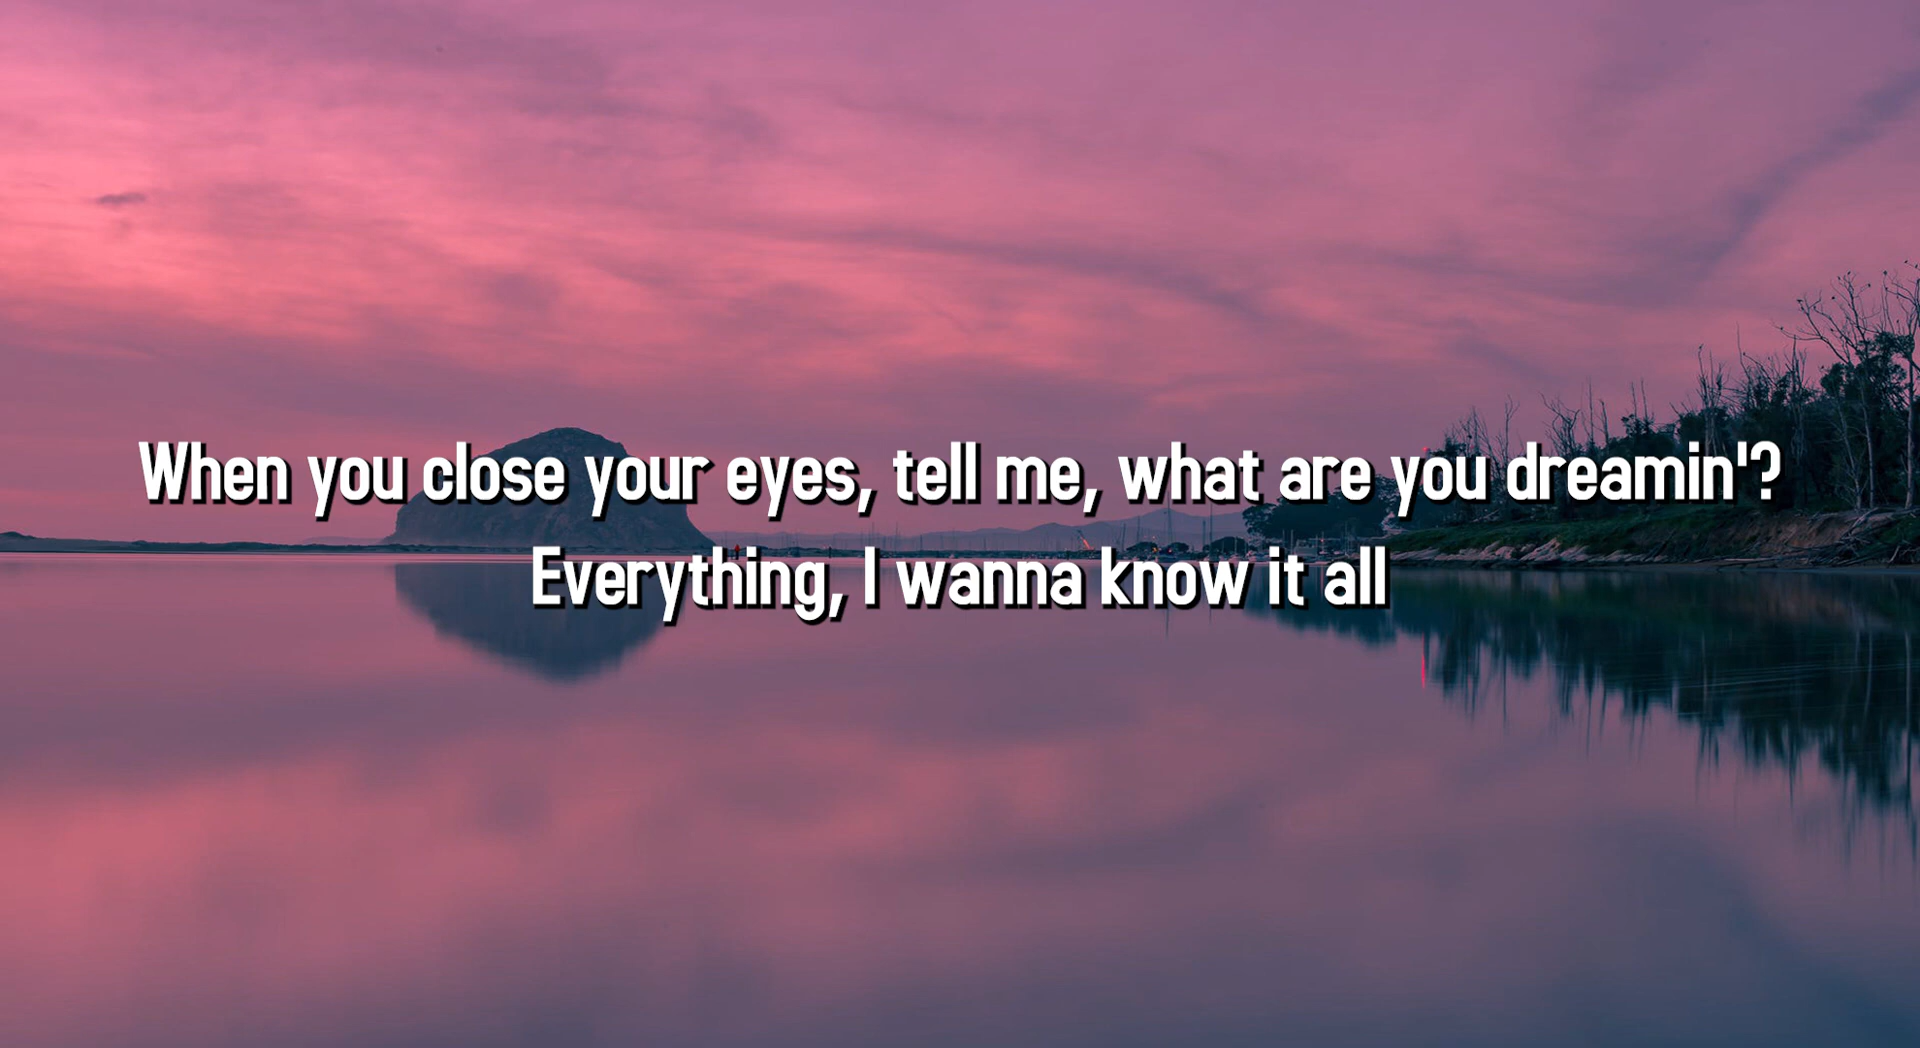 When you close your eyes, tell me, what are you dreamin'?
Everything, I wanna know it all